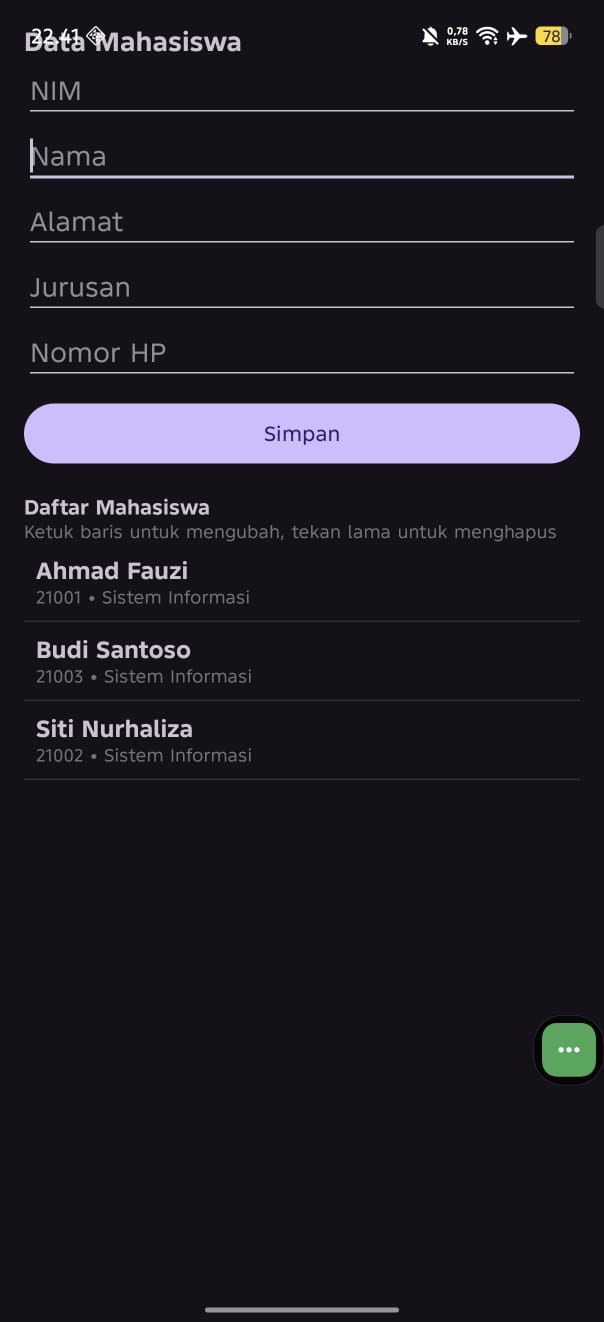 22.41
0,78
KB/S
78
Data Mahasiswa
NIM
Nama
Alamat
Jurusan
Nomor HP
Simpan
Daftar Mahasiswa
Ketuk baris untuk mengubah, tekan lama untuk menghapus
Ahmad Fauzi
21001 • Sistem Informasi
Budi Santoso
21003 • Sistem Informasi
Siti Nurhaliza
21002 • Sistem Informasi